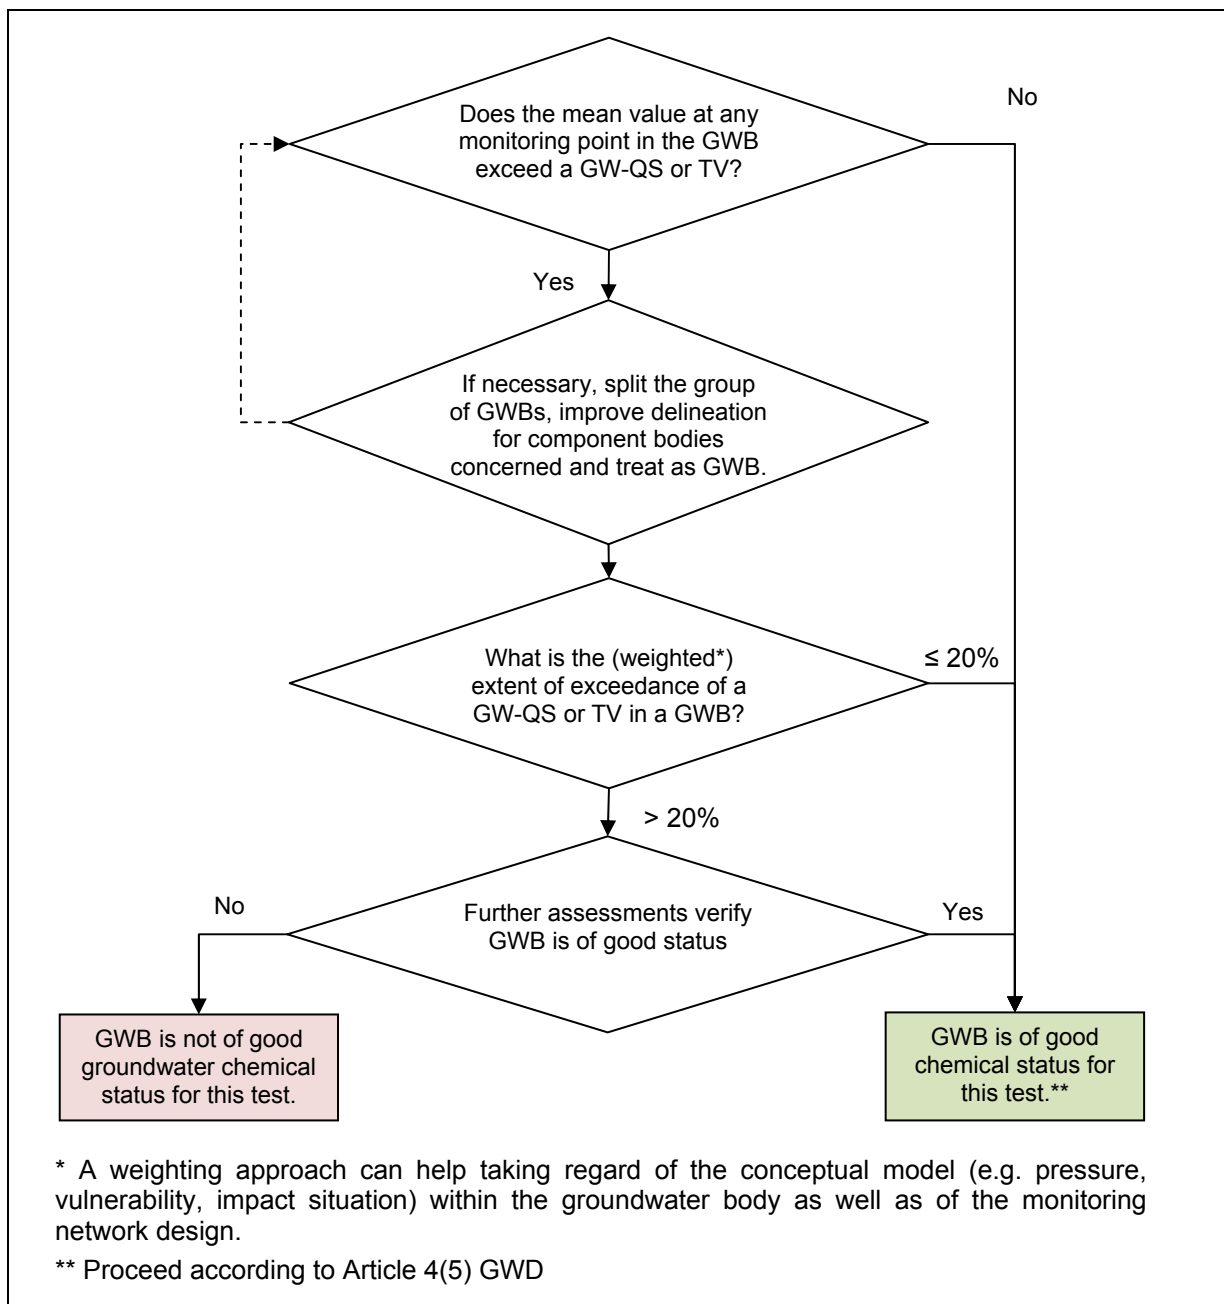 Does the mean value at any
monitoring point in the GWB
exceed a GW-QS or TV?
No
Yes
If necessary, split the group
of GWBs, improve delineation
for component bodies
concerned and treat as GWB.
What is the (weighted*)
extent of exceedance of a
GW-QS or TV in a GWB?
≤ 20%
> 20%
No
Further assessments verify
GWB is of good status
Yes
GWB is not of good
groundwater chemical
status for this test.
GWB is of good
chemical status for
this test.**
* A weighting approach can help taking regard of the conceptual model (e.g. pressure,
vulnerability, impact situation) within the groundwater body as well as of the monitoring
network design.
** Proceed according to Article 4(5) GWD